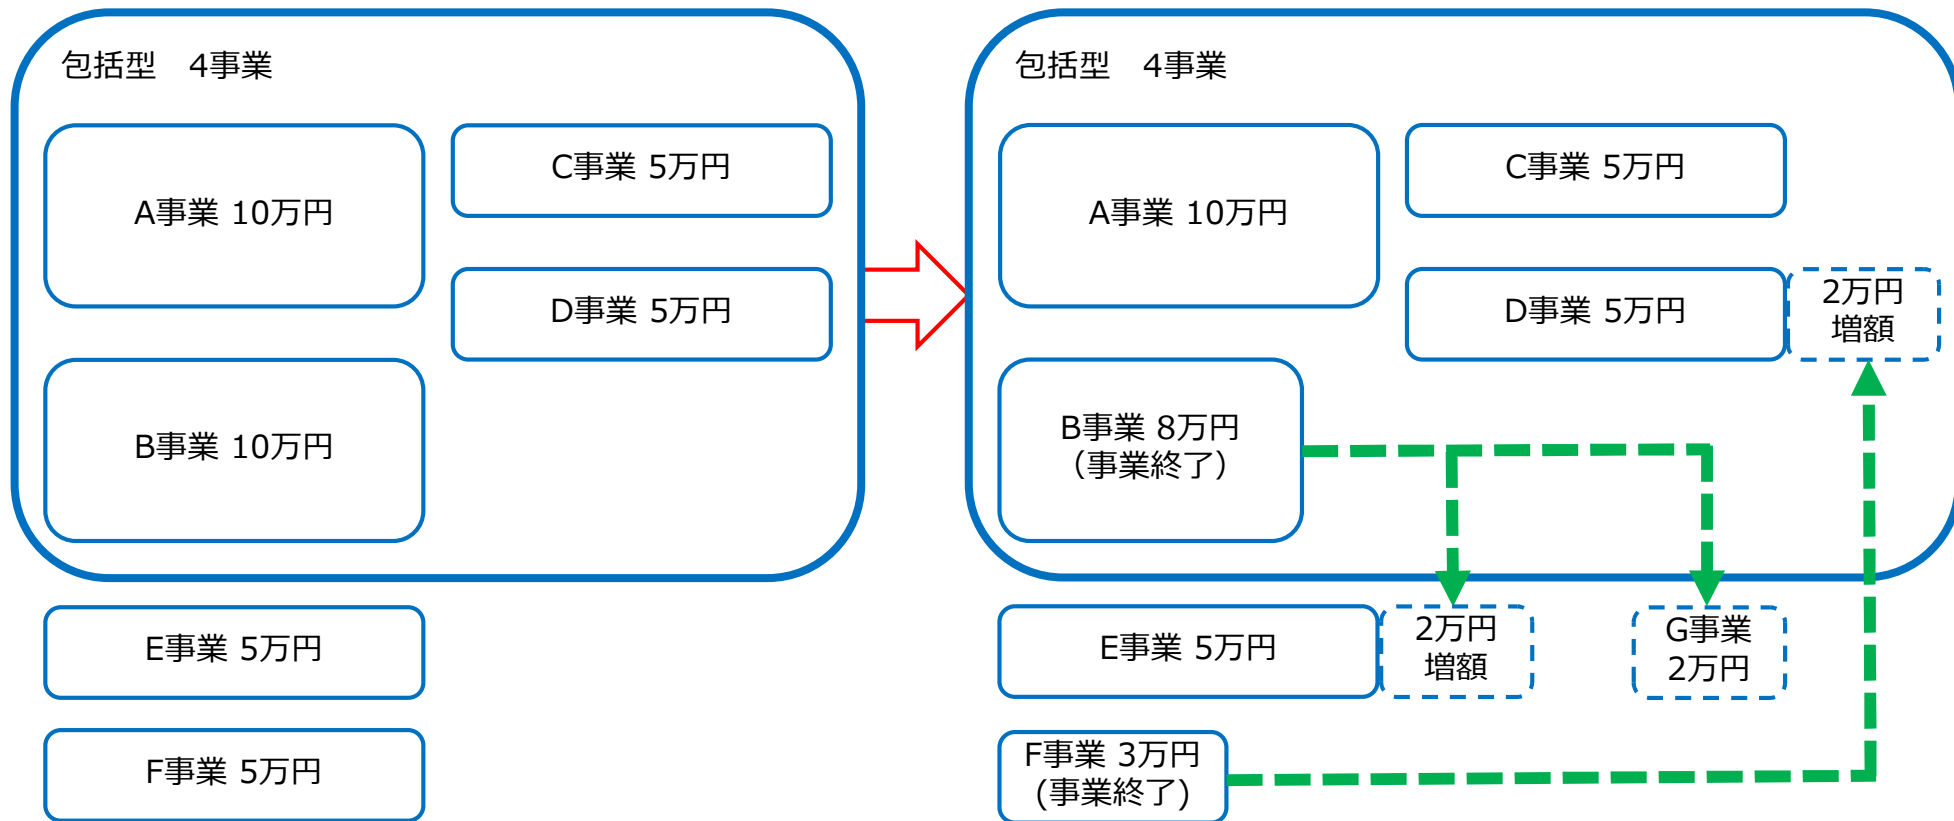 包括型　4事業
A事業 10万円
C事業 5万円
D事業 5万円
B事業 10万円
E事業 5万円
F事業 5万円
包括型　4事業
A事業 10万円
C事業 5万円
D事業 5万円
2万円
増額
B事業 8万円
（事業終了）
E事業 5万円
2万円
増額
G事業
2万円
F事業 3万円
(事業終了)